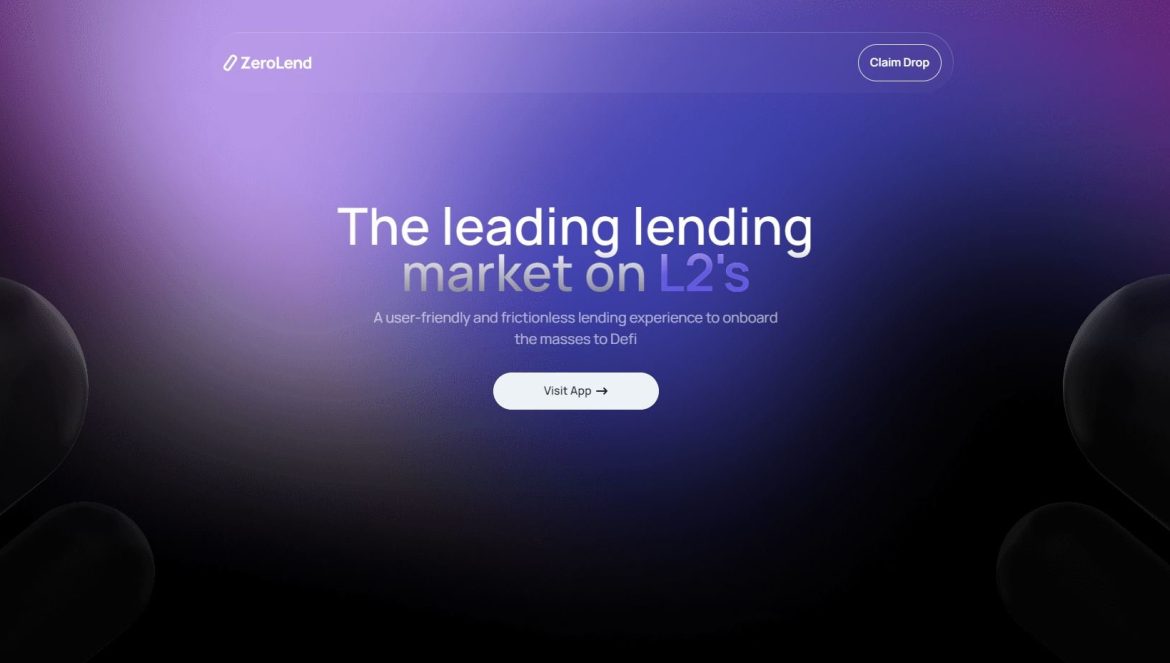 ZeroLend
Claim Drop
The leading lending
market on L2's
A user-friendly and frictionless lending experience to onboard
the masses to Defi
Visit App →